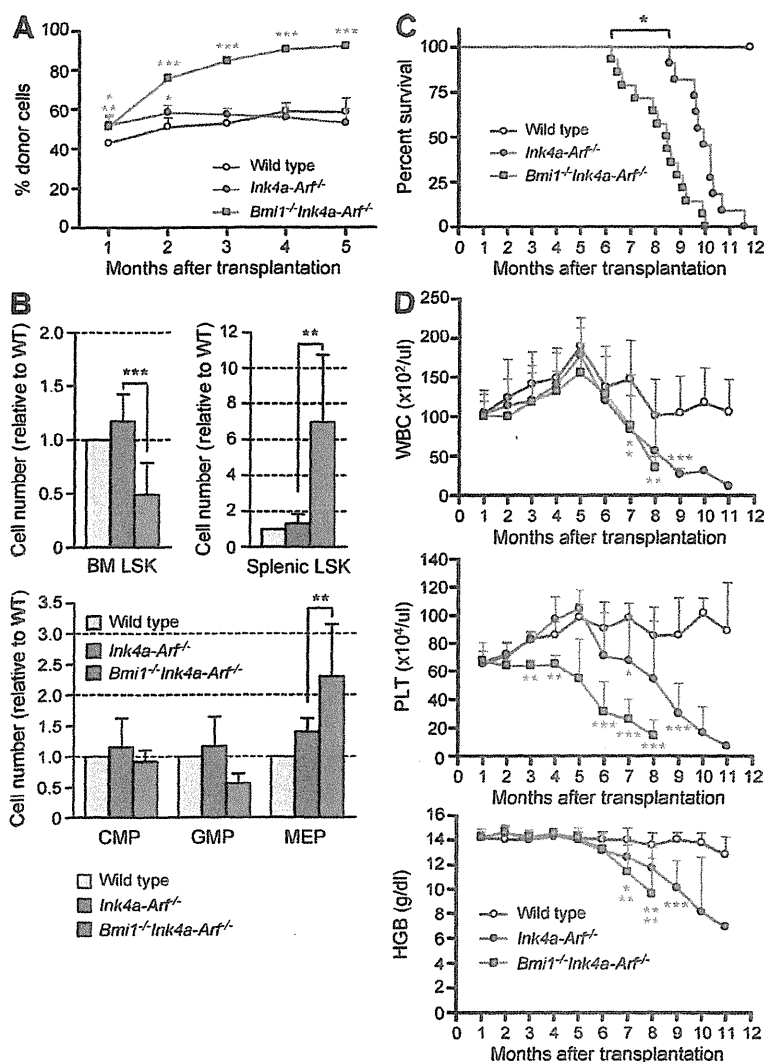 A
% donor cells
100
80
60
40
20
0
***
***
***
***
*
**
*
Wild type
Ink4a-Arf-/-
Bmi1-/-Ink4a-Arf-/-
1 2 3 4 5
Months after transplantation
B
Cell number (relative to WT)
2.0
1.5
1.0
0.5
0
***
BM LSK
Cell number (relative to WT)
12
10
8
6
4
2
0
**
Splenic LSK
Cell number (relative to WT)
3.5
3.0
2.5
2.0
1.5
1.0
0.5
0
Wild type
Ink4a-Arf-/-
Bmi1-/-Ink4a-Arf-/-
**
CMP GMP MEP
Wild type
Ink4a-Arf-/-
Bmi1-/-Ink4a-Arf-/-
C
*
Percent survival
100
75
50
25
0
Wild type
Ink4a-Arf-/-
Bmi1-/-Ink4a-Arf-/-
0 1 2 3 4 5 6 7 8 9 10 11 12
Months after transplantation
D
WBC (x10²/ul)
250
200
150
100
50
0
*
*
**
***
0 1 2 3 4 5 6 7 8 9 10 11 12
Months after transplantation
PLT (x10⁴/ul)
140
120
100
80
60
40
20
0
**
**
***
*
***
***
***
0 1 2 3 4 5 6 7 8 9 10 11 12
Months after transplantation
HGB (g/dl)
16
14
12
10
8
6
4
2
0
*
**
**
**
***
Wild type
Ink4a-Arf-/-
Bmi1-/-Ink4a-Arf-/-
0 1 2 3 4 5 6 7 8 9 10 11 12
Months after transplantation